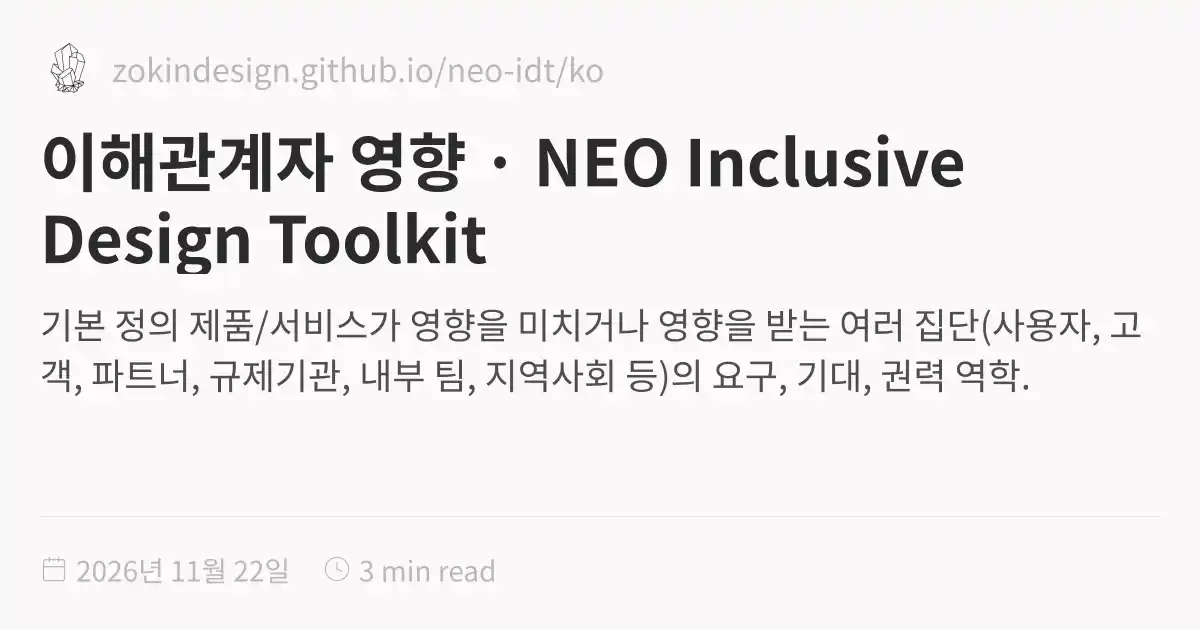 zokindesign.github.io/neo-idt/ko
이해관계자 영향 · NEO Inclusive
Design Toolkit
기본 정의 제품/서비스가 영향을 미치거나 영향을 받는 여러 집단(사용자, 고
객, 파트너, 규제기관, 내부 팀, 지역사회 등)의 요구, 기대, 권력 역학.
2026년 11월 22일 3 min read